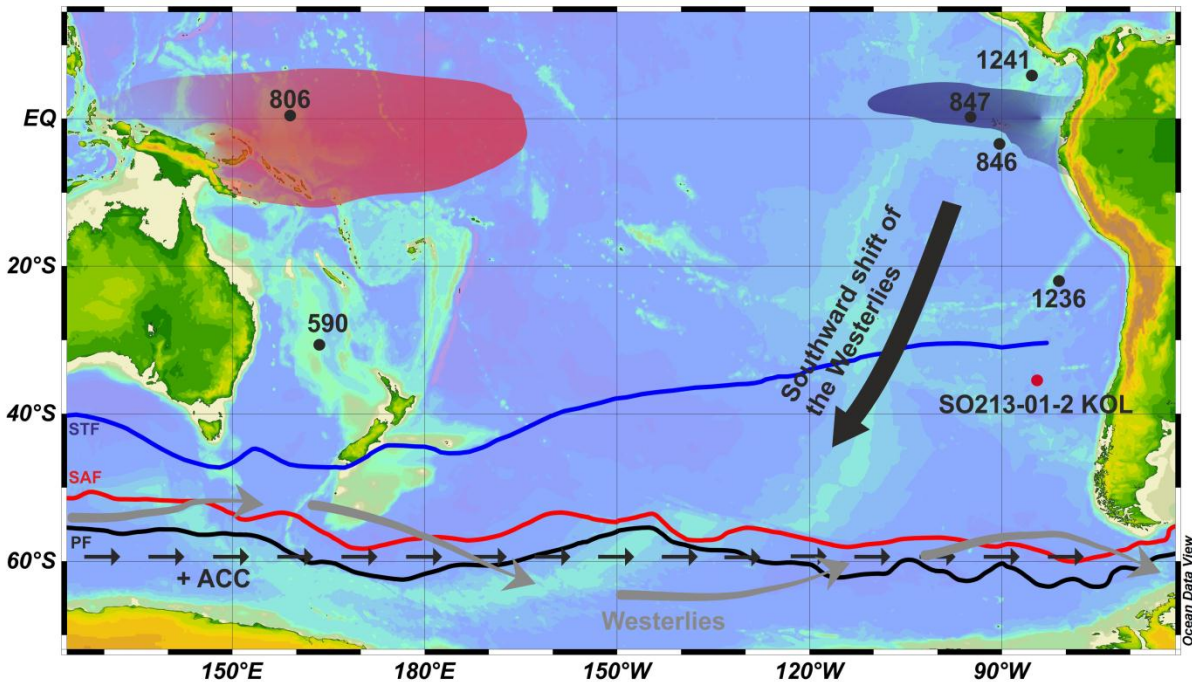 1241
806
847
EQ
846
Southward shift of
the Westerlies
20°S
1236
590
SO213-01-2 KOL
40°S
STF
SAF
PF
60°S
+ ACC
Westerlies
Ocean Data View
150°E
180°E
150°W
120°W
90°W